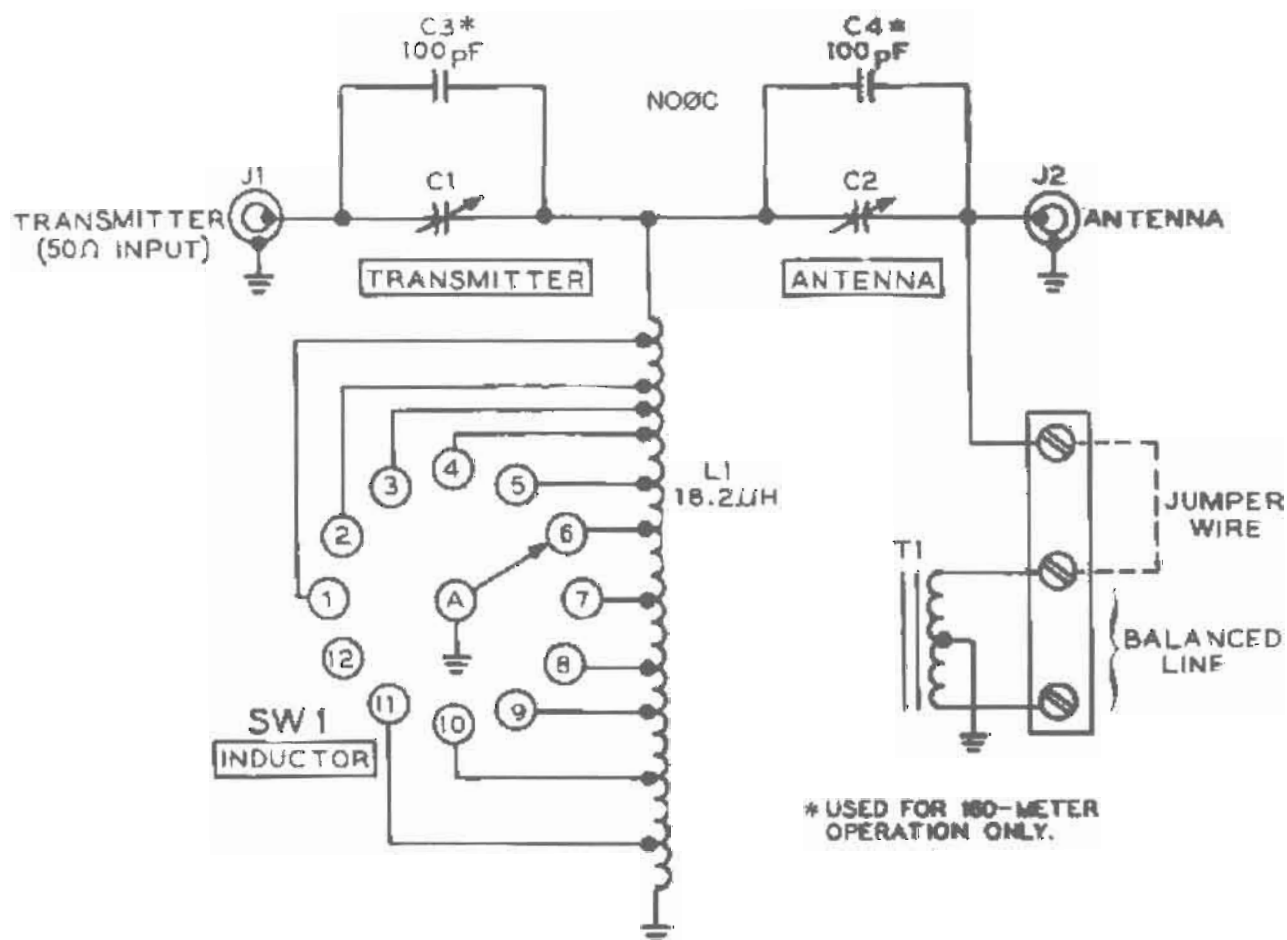 C3*
100pF
C4*
100pF
NOØC
J1
C1
C2
J2
TRANSMITTER
(50Ω INPUT)
ANTENNA
TRANSMITTER
ANTENNA
L1
18.2µH
1
2
3
4
5
6
7
8
9
10
11
12
A
SW1
INDUCTOR
T1
JUMPER
WIRE
BALANCED
LINE
* USED FOR 160-METER
OPERATION ONLY.